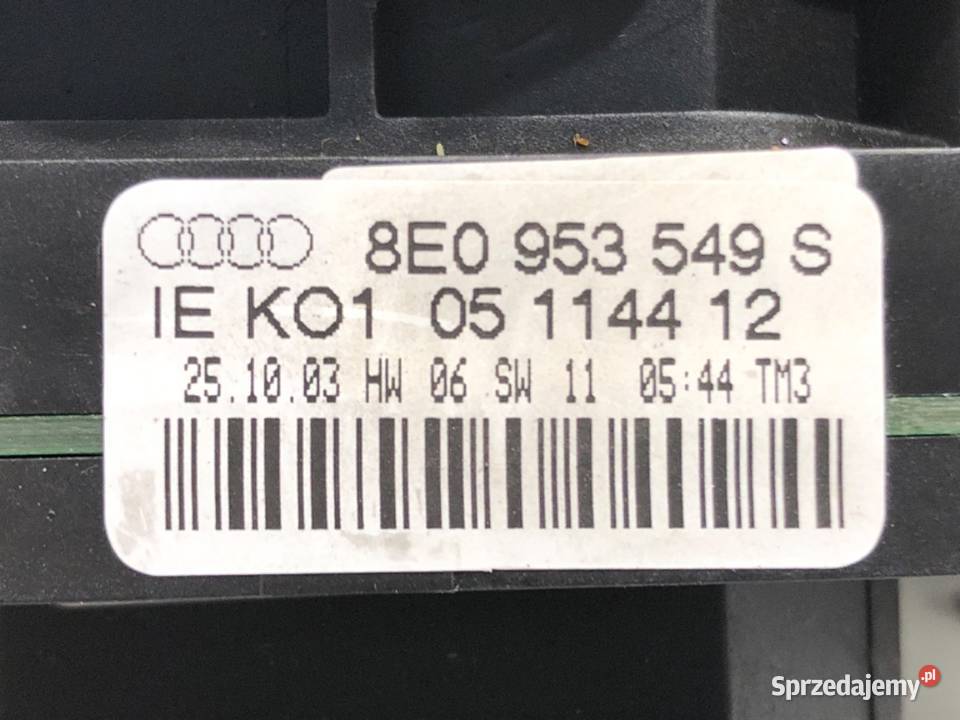 8E0 953 549 S
IE KO1 05 1144 12
25.10.03 HW 06 SW 11 05:44 TM3
Sprzedajemy.pl